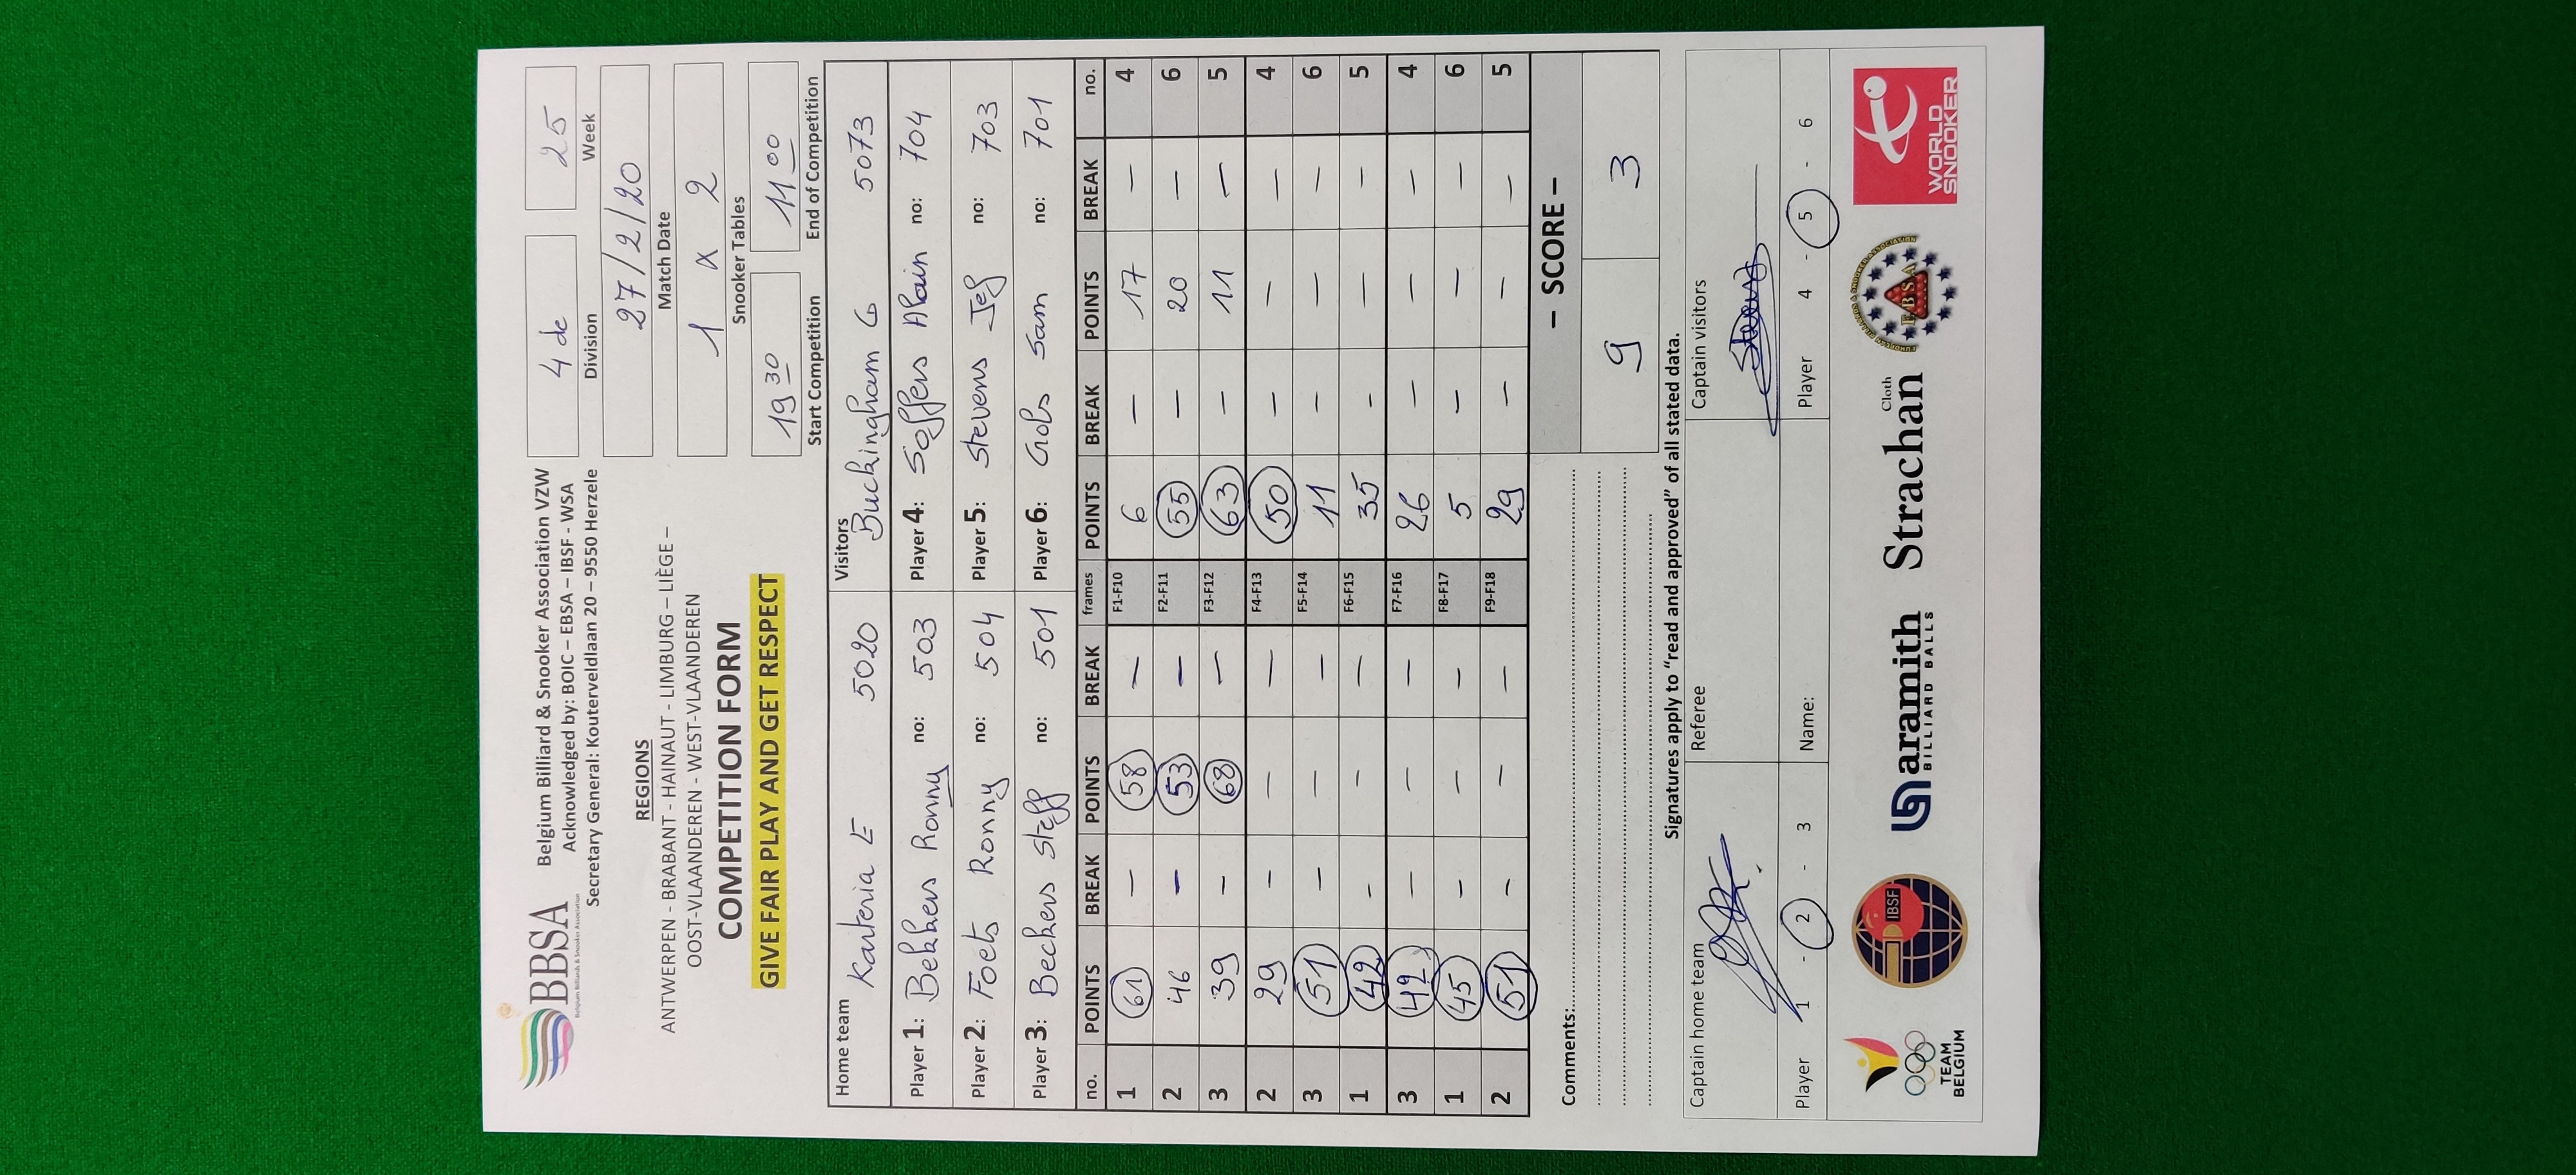 BBSA
Belgium Billiards & Snooker Association
Belgium Billiard & Snooker Association VZW
Acknowledged by: BOIC – EBSA – IBSF - WSA
Secretary General: Kouterveldlaan 20 – 9550 Herzele
4 de 25
Division Week
27/2/20
Match Date
1 x 2
Snooker Tables
19 30 11 00
Start Competition End of Competition
REGIONS
ANTWERPEN - BRABANT - HAINAUT - LIMBURG – LIÈGE –
OOST-VLAANDEREN - WEST-VLAANDEREN
COMPETITION FORM
GIVE FAIR PLAY AND GET RESPECT
Home team Karteria E 5020 Visitors Buckingham G 5073
Player 1: Bekkers Ronny no: 503 Player 4: Soffers Alain no: 704
Player 2: Foets Ronny no: 504 Player 5: Stevens Jef no: 703
Player 3: Beckers Steff no: 501 Player 6: Sam no: 701
no. POINTS BREAK POINTS BREAK frames POINTS BREAK POINTS BREAK no.
1 61 – 58 – F1-F10 6 – 17 – 4
2 46 – 53 – F2-F11 55 – 20 – 6
3 39 – 68 – F3-F12 63 – 11 – 5
2 29 – – – F4-F13 50 – – – 4
3 51 – – – F5-F14 11 – – – 6
1 42 – – – F6-F15 35 – – – 5
3 42 – – – F7-F16 26 – – – 4
1 45 – – – F8-F17 5 – – – 6
2 51 – – – F9-F18 29 – – – 5
Comments:
– SCORE –
9 3
Signatures apply to “read and approved” of all stated data.
Captain home team Referee Captain visitors
Player 1 - 2 - 3 Name: Player 4 - 5 - 6
TEAM BELGIUM
IBSF
aramith
BILLIARD BALLS
Strachan Cloth
EBSA
WORLD SNOOKER